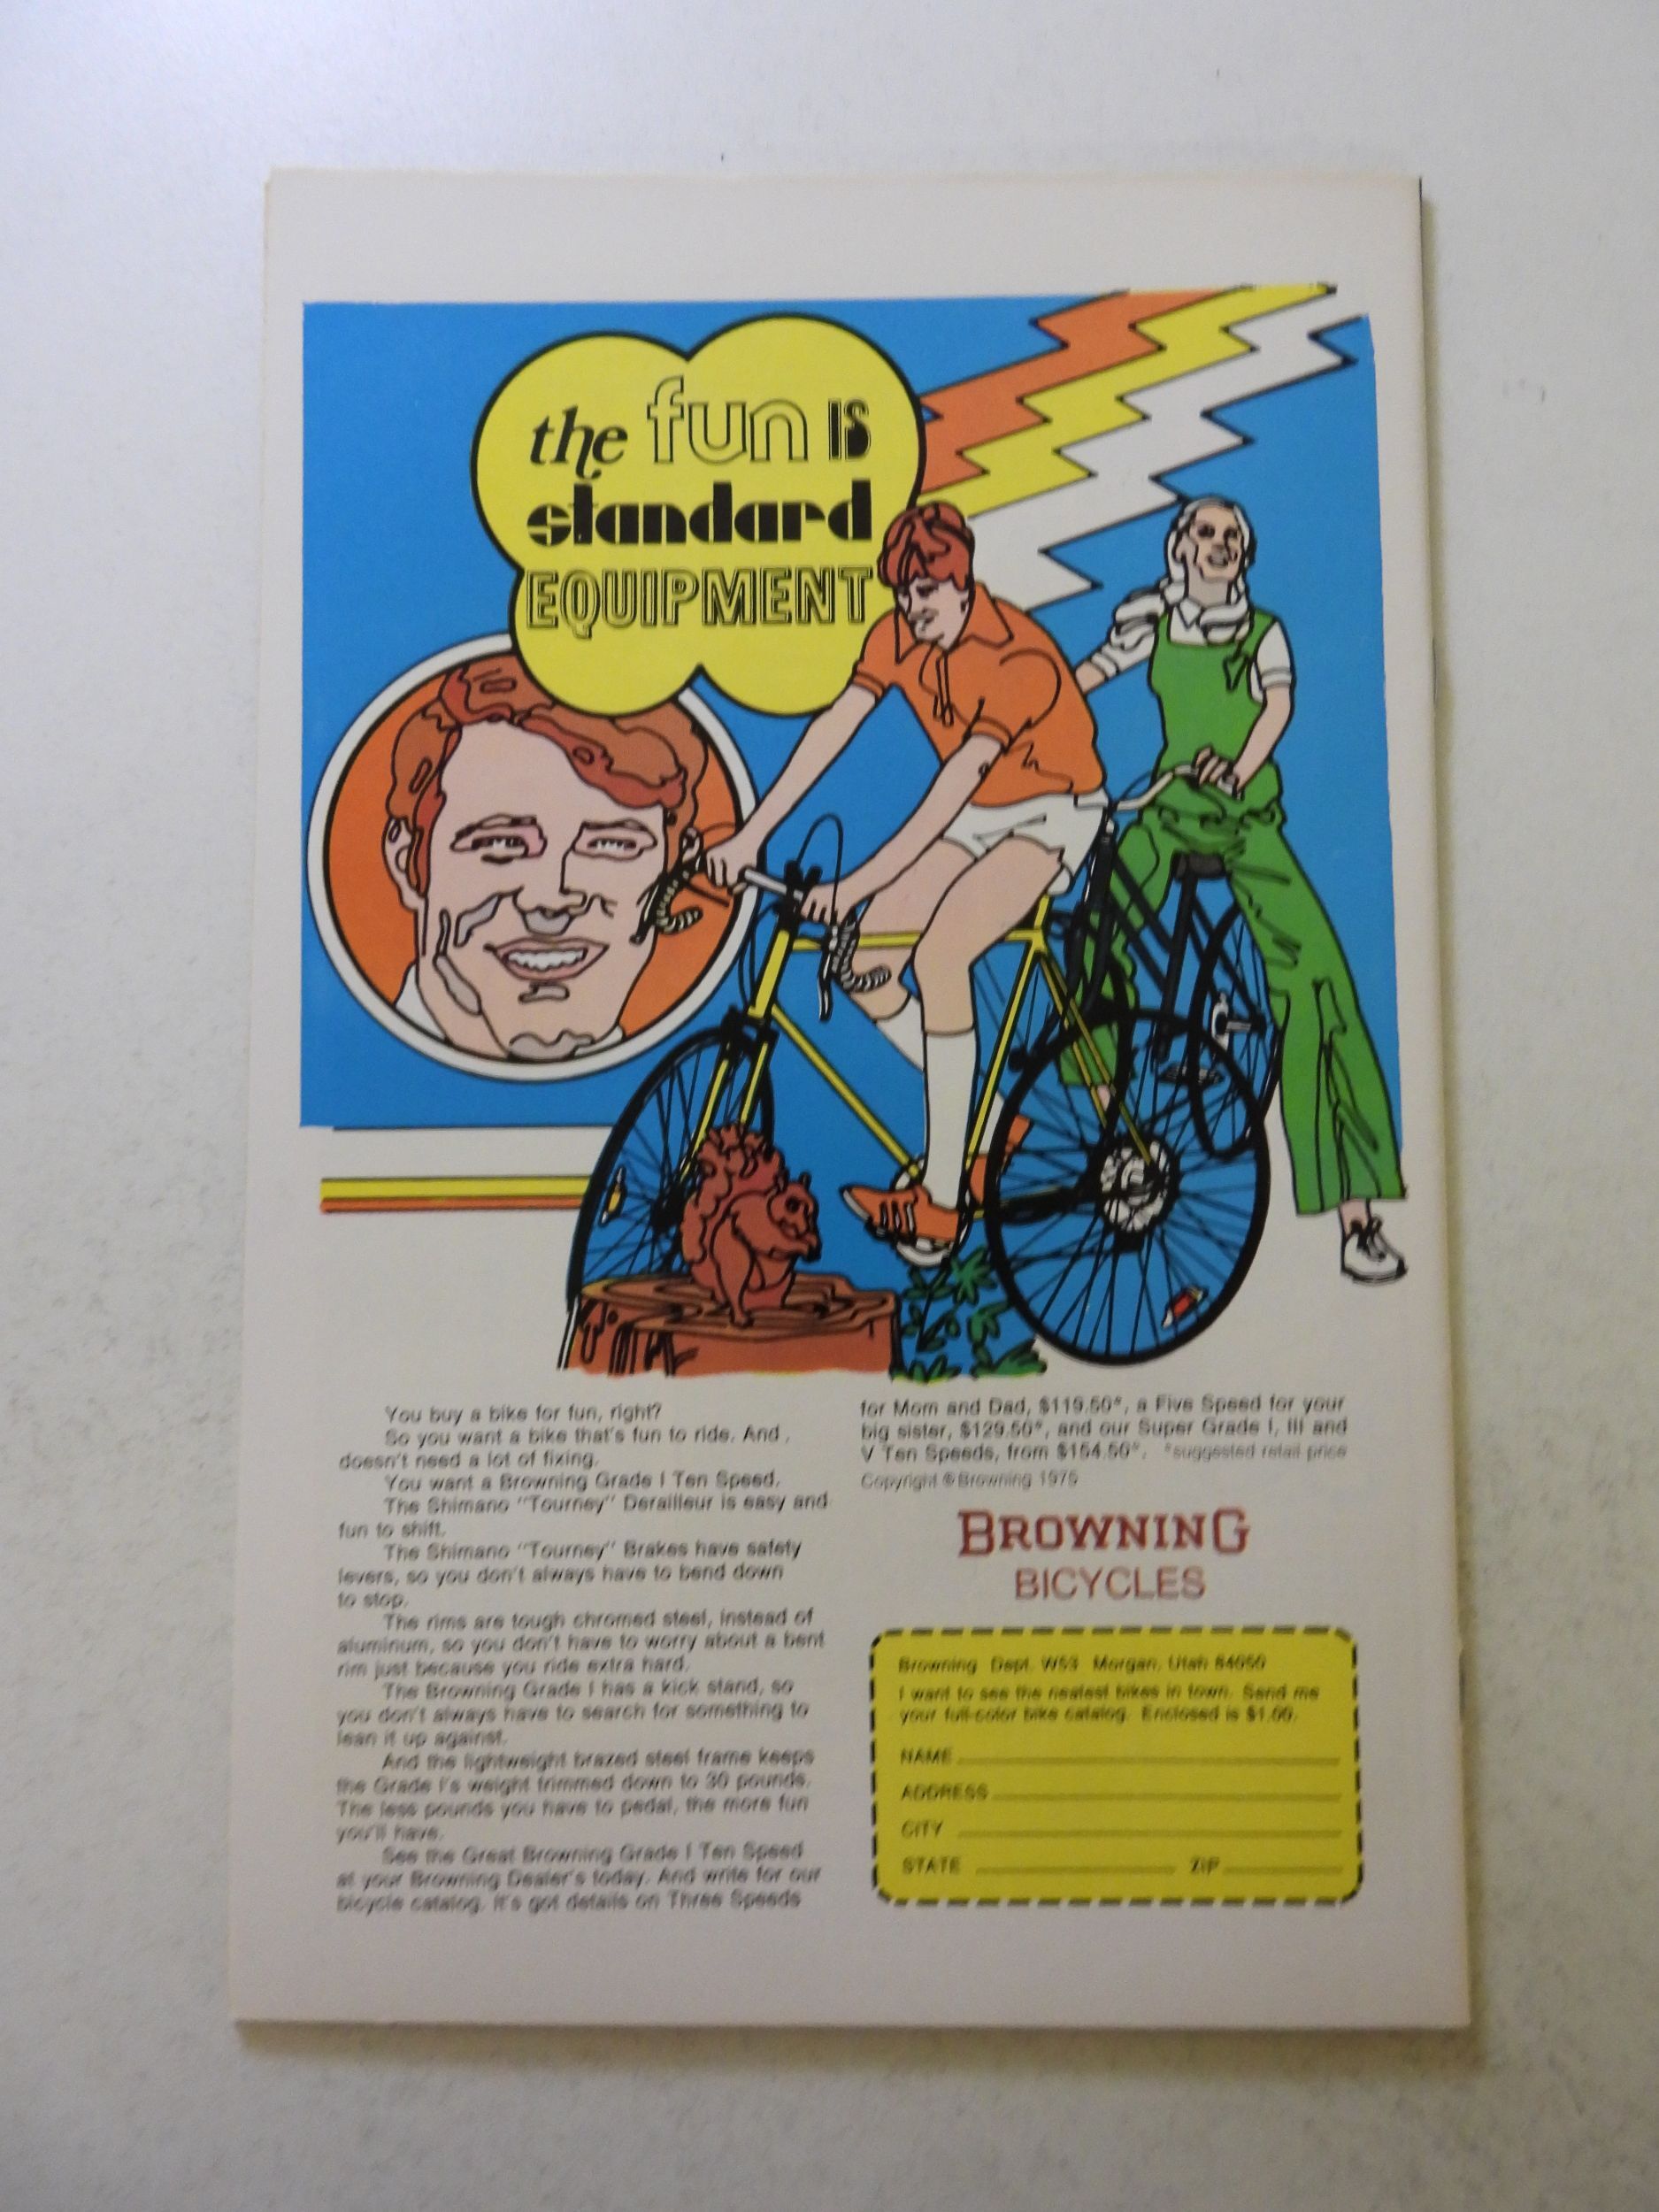 the fun IS
standard
EQUIPMENT
You buy a bike for fun, right?
So you want a bike that's fun to ride. And
doesn't need a lot of fixing.
You want a Browning Grade I Ten Speed.
The Shimano "Tourney" Derailleur is easy and
fun to shift.
The Shimano "Tourney" Brakes have safety
levers, so you don't always have to bend down
to stop.
The rims are tough chromed steel, instead of
aluminum, so you don't have to worry about a bent
rim just because you ride extra hard.
The Browning Grade I has a kick stand, so
you don't always have to search for something to
lean it up against.
And the lightweight brazed steel frame keeps
the Grade I's weight trimmed down to 30 pounds.
The less pounds you have to pedal, the more fun
you'll have.
See the Great Browning Grade I Ten Speed
at your Browning Dealer's today. And write for our
bicycle catalog. It's got details on Three Speeds
for Mom and Dad, $119.50*, a Five Speed for your
big sister, $129.50*, and our Super Grade I, III and
V Ten Speeds, from $154.50*. *suggested retail price
Copyright © Browning 1975
BROWNING
BICYCLES
Browning Dept. W53 Morgan, Utah 84050
I want to see the neatest bikes in town. Send me
your full-color bike catalog. Enclosed is $1.00.
NAME
ADDRESS
CITY
STATE ZIP